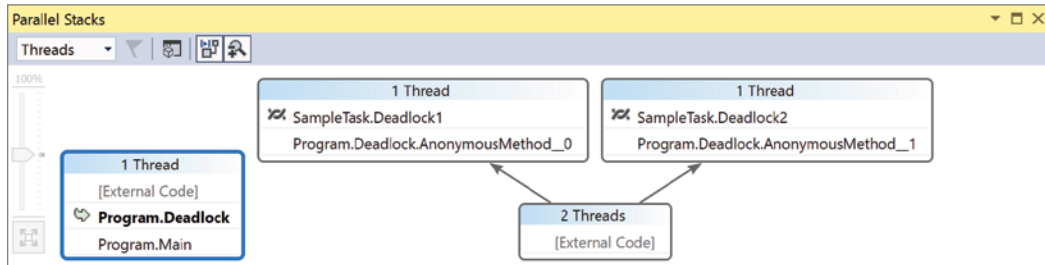 Parallel Stacks
Threads
100%
1 Thread
[External Code]
Program.Deadlock
Program.Main
1 Thread
SampleTask.Deadlock1
Program.Deadlock.AnonymousMethod__0
1 Thread
SampleTask.Deadlock2
Program.Deadlock.AnonymousMethod__1
2 Threads
[External Code]